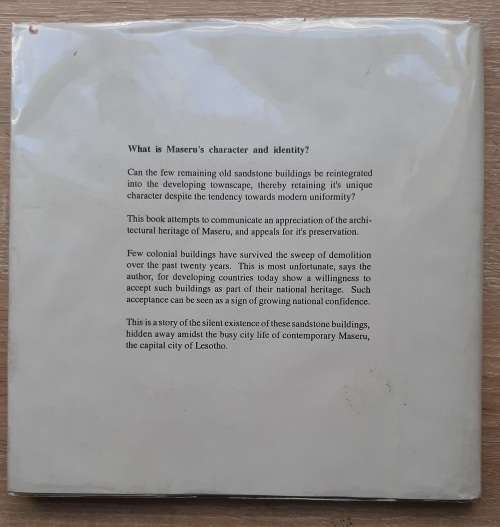 What is Maseru's character and identity?
Can the few remaining old sandstone buildings be reintegrated
into the developing townscape, thereby retaining it's unique
character despite the tendency towards modern uniformity?
This book attempts to communicate an appreciation of the archi-
tectural heritage of Maseru, and appeals for it's preservation.
Few colonial buildings have survived the sweep of demolition
over the past twenty years. This is most unfortunate, says the
author, for developing countries today show a willingness to
accept such buildings as part of their national heritage. Such
acceptance can be seen as a sign of growing national confidence.
This is a story of the silent existence of these sandstone buildings,
hidden away amidst the busy city life of contemporary Maseru,
the capital city of Lesotho.